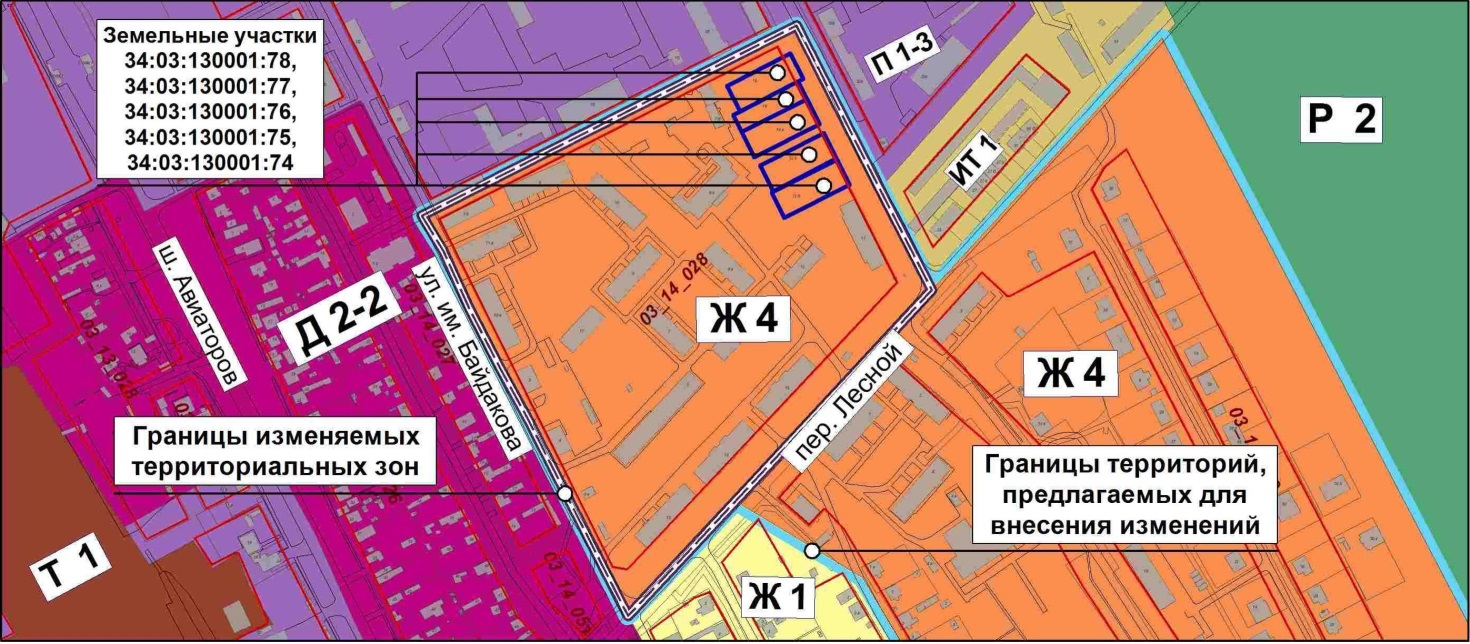 Земельные участки
34:03:130001:78,
34:03:130001:77,
34:03:130001:76,
34:03:130001:75,
34:03:130001:74
П 1-3
ИТ 1
Р 2
ш. Авиаторов
Д 2-2
ул. им. Байдакова
03_14_028
Ж 4
Ж 4
пер. Лесной
03_13_028
Границы изменяемых
территориальных зон
Границы территорий,
предлагаемых для
внесения изменений
Т 1
Ж 1
03_14_051